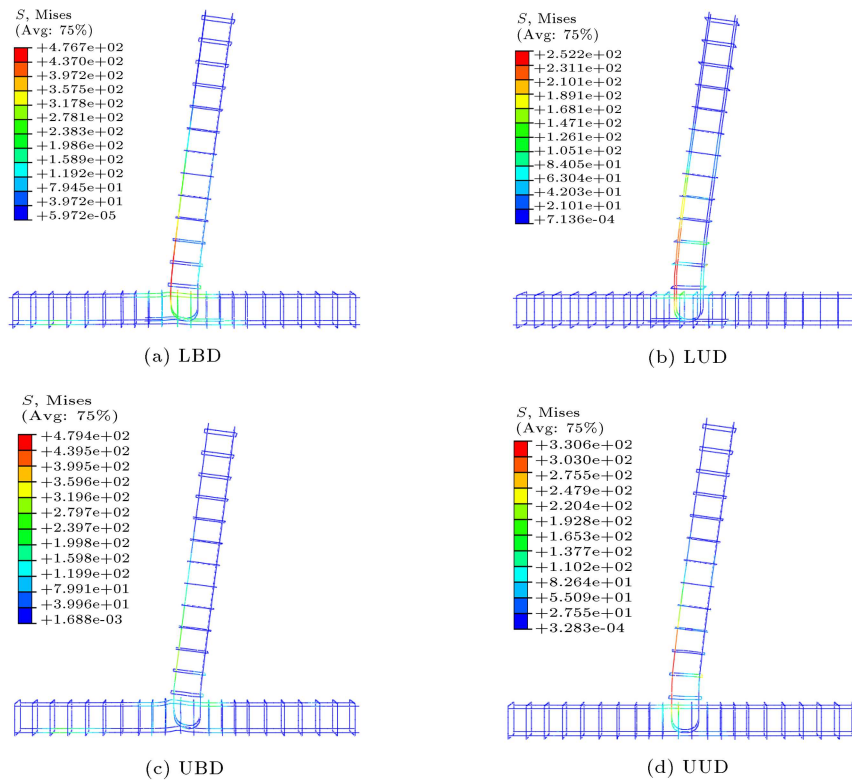 S, Mises
(Avg: 75%)
+4.767e+02
+4.370e+02
+3.972e+02
+3.575e+02
+3.178e+02
+2.781e+02
+2.383e+02
+1.986e+02
+1.589e+02
+1.192e+02
+7.945e+01
+3.972e+01
+5.972e-05
(a) LBD
S, Mises
(Avg: 75%)
+2.522e+02
+2.311e+02
+2.101e+02
+1.891e+02
+1.681e+02
+1.471e+02
+1.261e+02
+1.051e+02
+8.405e+01
+6.304e+01
+4.203e+01
+2.101e+01
+7.136e-04
(b) LUD
S, Mises
(Avg: 75%)
+4.794e+02
+4.395e+02
+3.995e+02
+3.596e+02
+3.196e+02
+2.797e+02
+2.397e+02
+1.998e+02
+1.598e+02
+1.199e+02
+7.991e+01
+3.996e+01
+1.688e-03
(c) UBD
S, Mises
(Avg: 75%)
+3.306e+02
+3.030e+02
+2.755e+02
+2.479e+02
+2.204e+02
+1.928e+02
+1.653e+02
+1.377e+02
+1.102e+02
+8.264e+01
+5.509e+01
+2.755e+01
+3.283e-04
(d) UUD